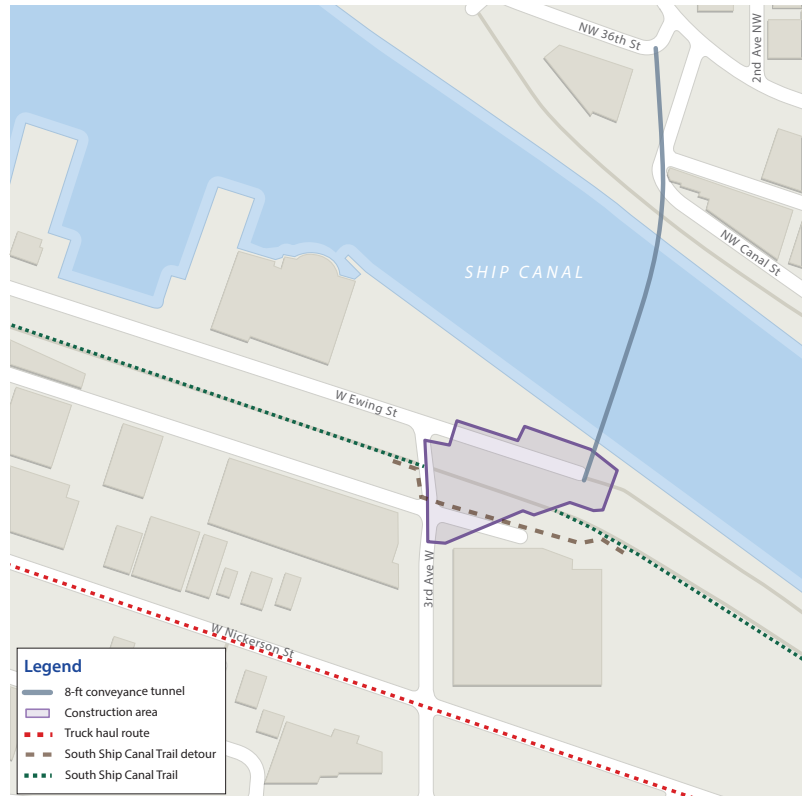 NW 36th St
2nd Ave NW
NW Canal St
SHIP CANAL
W Ewing St
3rd Ave W
W Nickerson St
Legend
8-ft conveyance tunnel
Construction area
Truck haul route
South Ship Canal Trail detour
South Ship Canal Trail